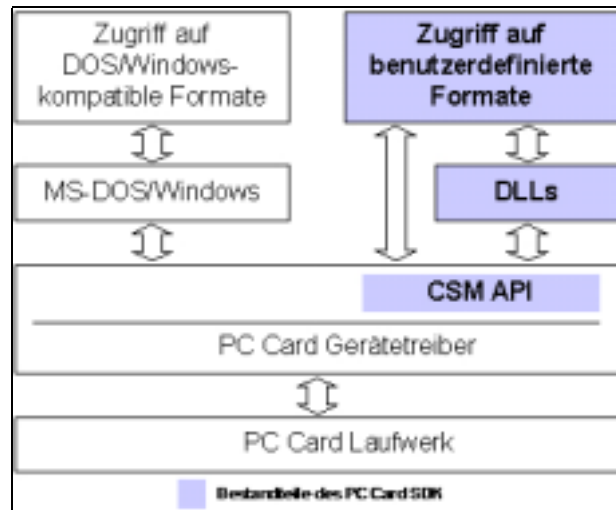 Zugriff auf
DOS/Windows-
kompatible Formate
Zugriff auf
benutzerdefinierte
Formate
MS-DOS/Windows
DLLs
CSM API
PC Card Gerätetreiber
PC Card Laufwerk
Bestandteile des PC Card SDK